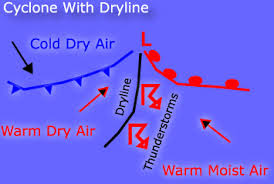 Cyclone With Dryline
L
Cold Dry Air
Dryline
Thunderstorms
Warm Dry Air
Warm Moist Air